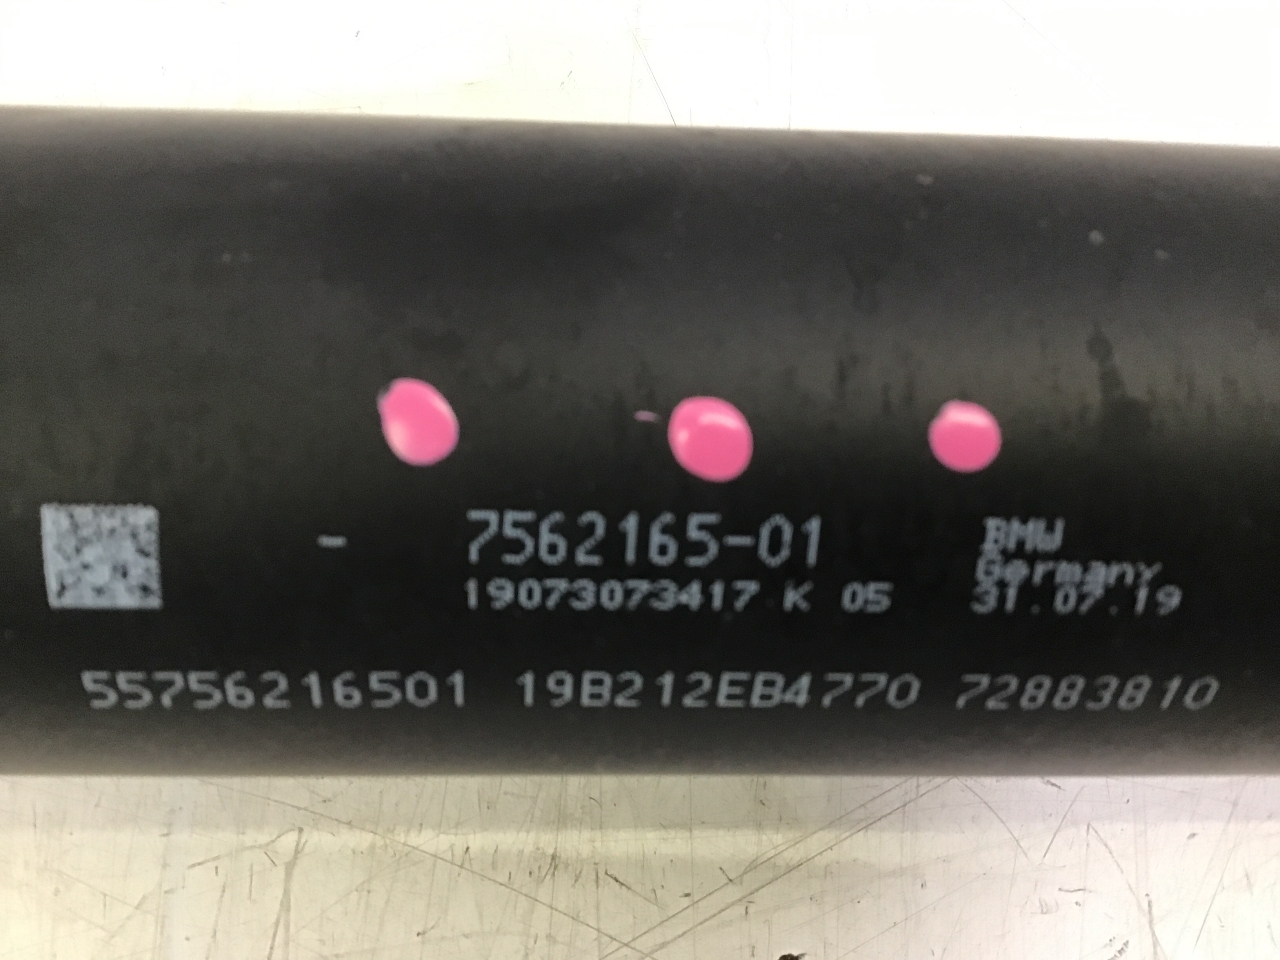 - 7562165-01
19073073417 K 05
BMW
Germany
31.07.19
55756216501 19B212EB4770 72883810